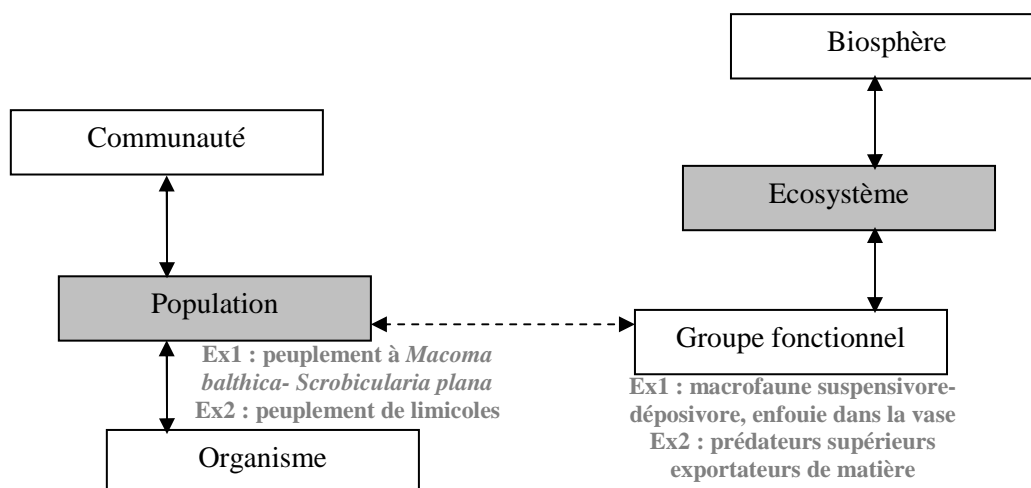 Biosphère
Communauté
Ecosystème
Population
Groupe fonctionnel
Ex1 : peuplement à Macoma
balthica- Scrobicularia plana
Ex2 : peuplement de limicoles
Ex1 : macrofaune suspensivore-
déposivore, enfouie dans la vase
Ex2 : prédateurs supérieurs
exportateurs de matière
Organisme